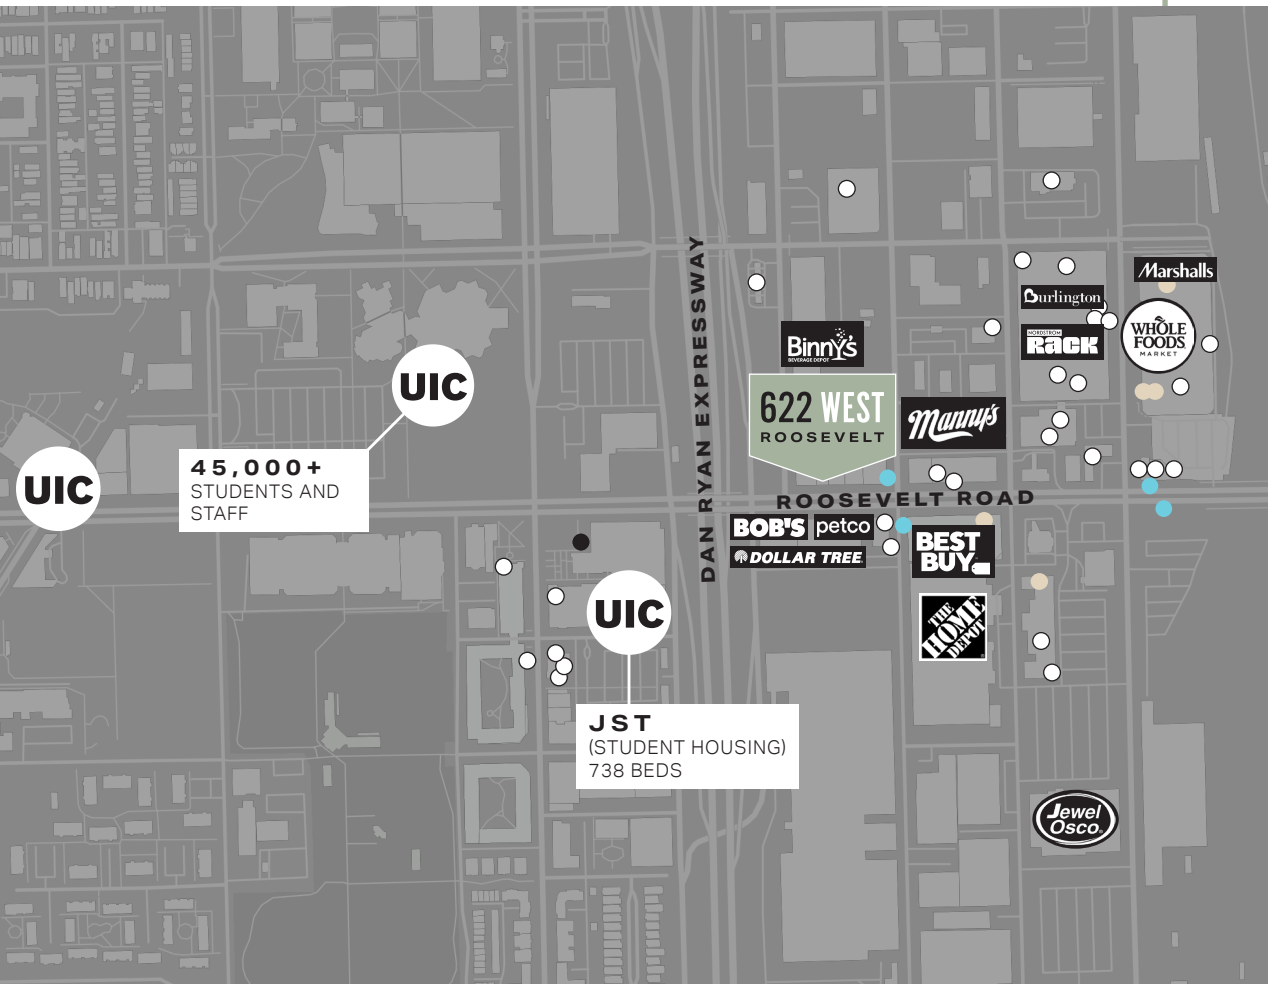 Marshalls
Burlington
NORDSTROM
RACK
WHOLE
FOODS
MARKET
Binny's
BEVERAGE DEPOT
622 WEST
ROOSEVELT
Manny's
DAN RYAN EXPRESSWAY
UIC
45,000+
STUDENTS AND
STAFF
UIC
ROOSEVELT ROAD
BOB'S
petco
DOLLAR TREE
BEST
BUY
THE
HOME
DEPOT
UIC
JST
(STUDENT HOUSING)
738 BEDS
Jewel
Osco